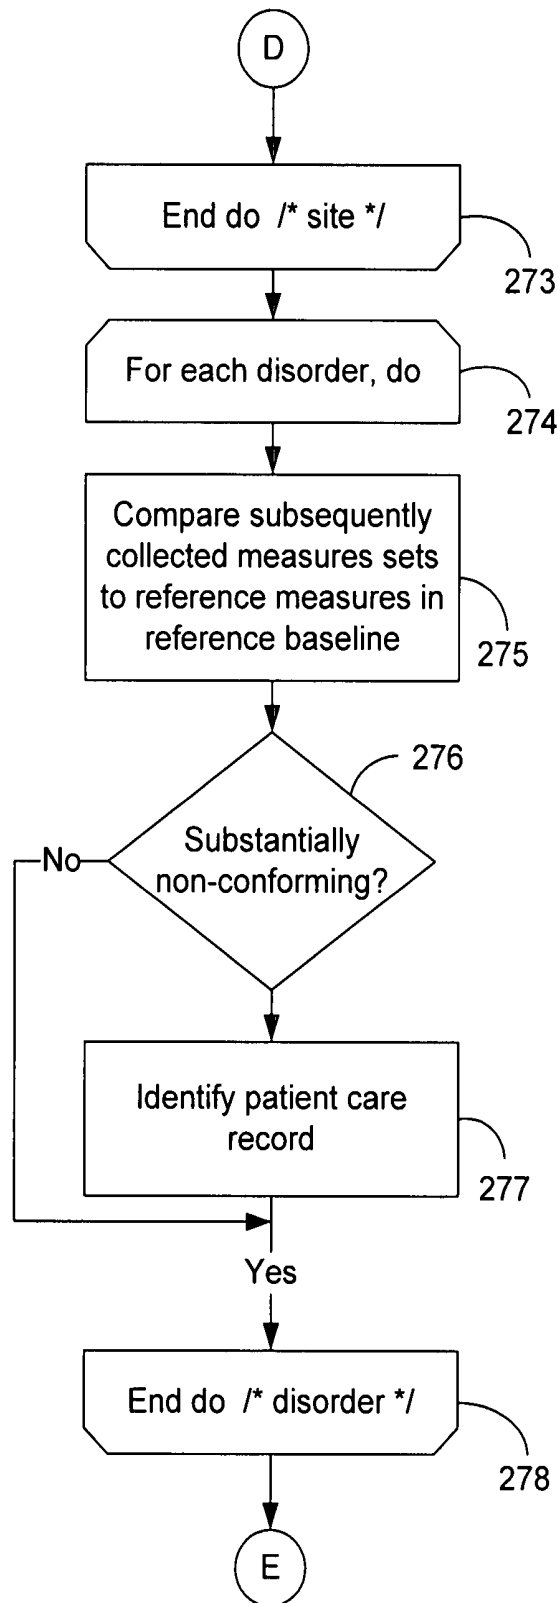 D
End do /* site */
273
For each disorder, do
274
Compare subsequently
collected measures sets
to reference measures in
reference baseline
275
276
Substantially
non-conforming?
No
Identify patient care
record
277
Yes
End do /* disorder */
278
E